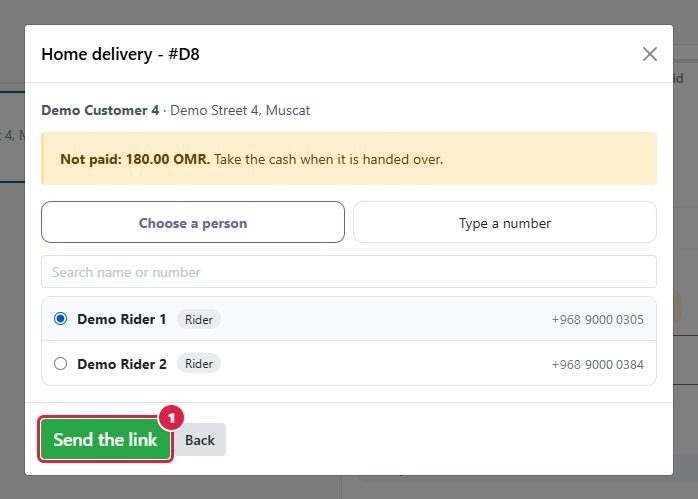 Home delivery - #D8
id
Demo Customer 4 · Demo Street 4, Muscat
4, M
Not paid: 180.00 OMR. Take the cash when it is handed over.
Choose a person
Type a number
Search name or number
Demo Rider 1 Rider +968 9000 0305
Demo Rider 2 Rider +968 9000 0384
1
Send the link
Back